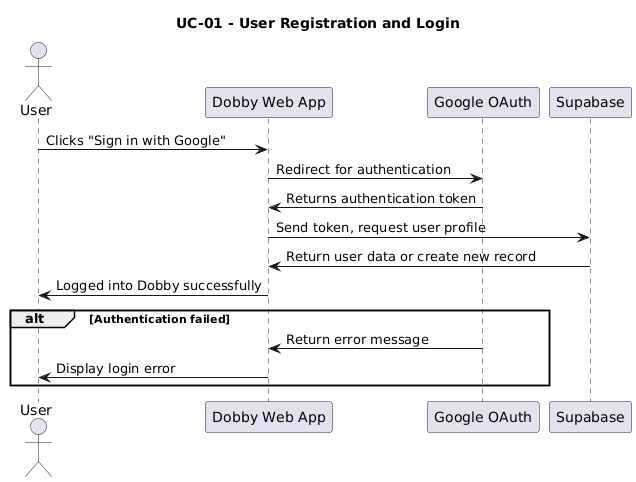 UC-01 - User Registration and Login
User
Dobby Web App
Google OAuth
Supabase
Clicks "Sign in with Google"
Redirect for authentication
Returns authentication token
Send token, request user profile
Return user data or create new record
Logged into Dobby successfully
alt [Authentication failed]
Return error message
Display login error
User
Dobby Web App
Google OAuth
Supabase